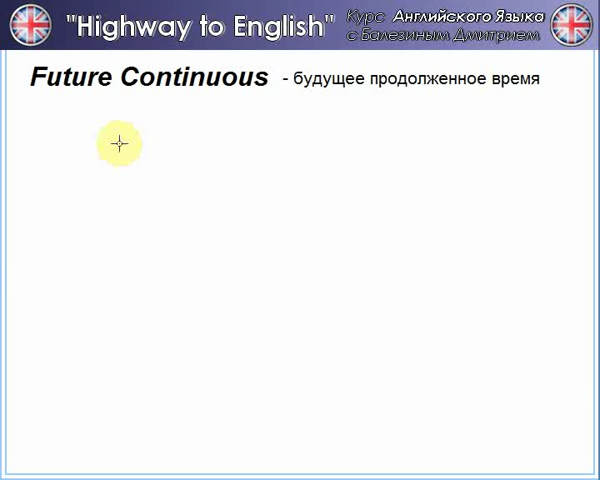 "Highway to English"
Курс Английского Языка
с Балезиным Дмитрием
Future Continuous - будущее продолженное время